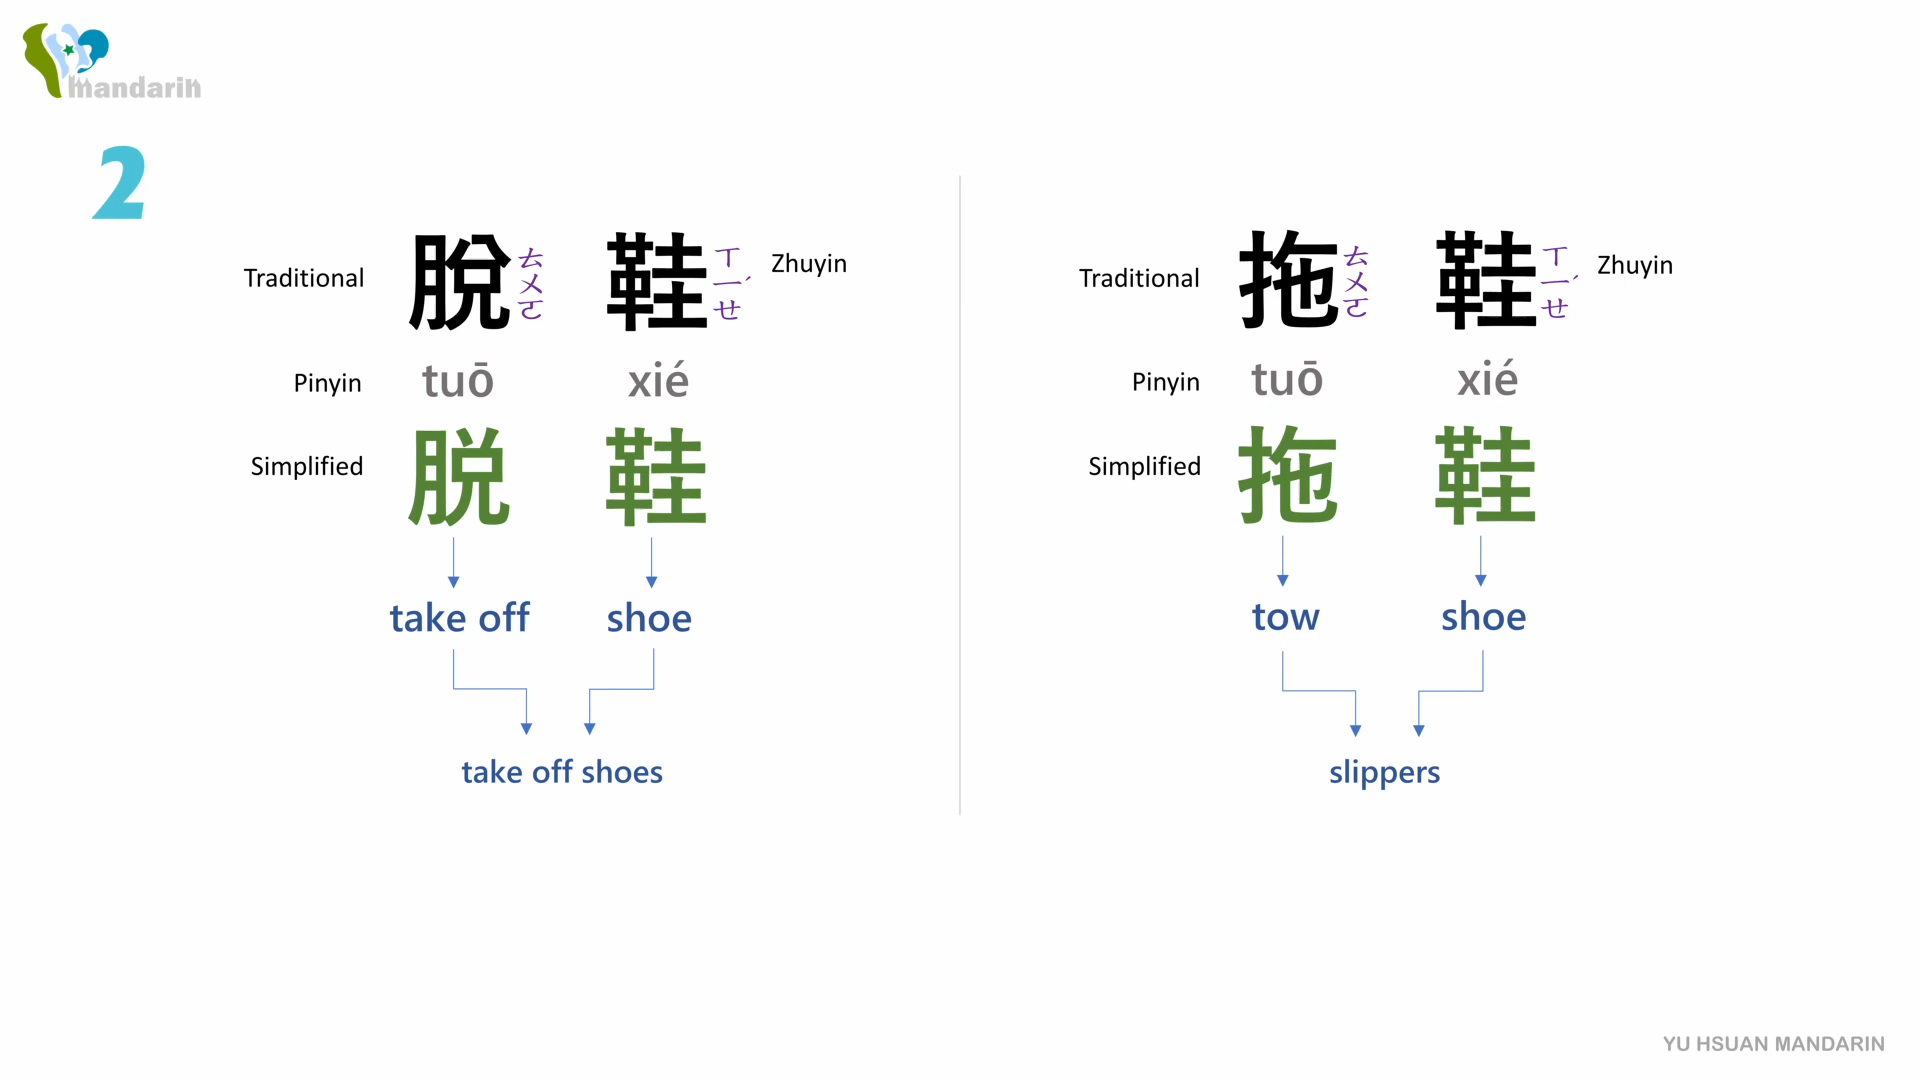 mandarin
2
Traditional 脫 ㄊㄨㄛ 鞋 ㄒㄧㄝˊ Zhuyin
Pinyin tuō xié
Simplified 脱 鞋
take off shoe
take off shoes
Traditional 拖 ㄊㄨㄛ 鞋 ㄒㄧㄝˊ Zhuyin
Pinyin tuō xié
Simplified 拖 鞋
tow shoe
slippers
YU HSUAN MANDARIN